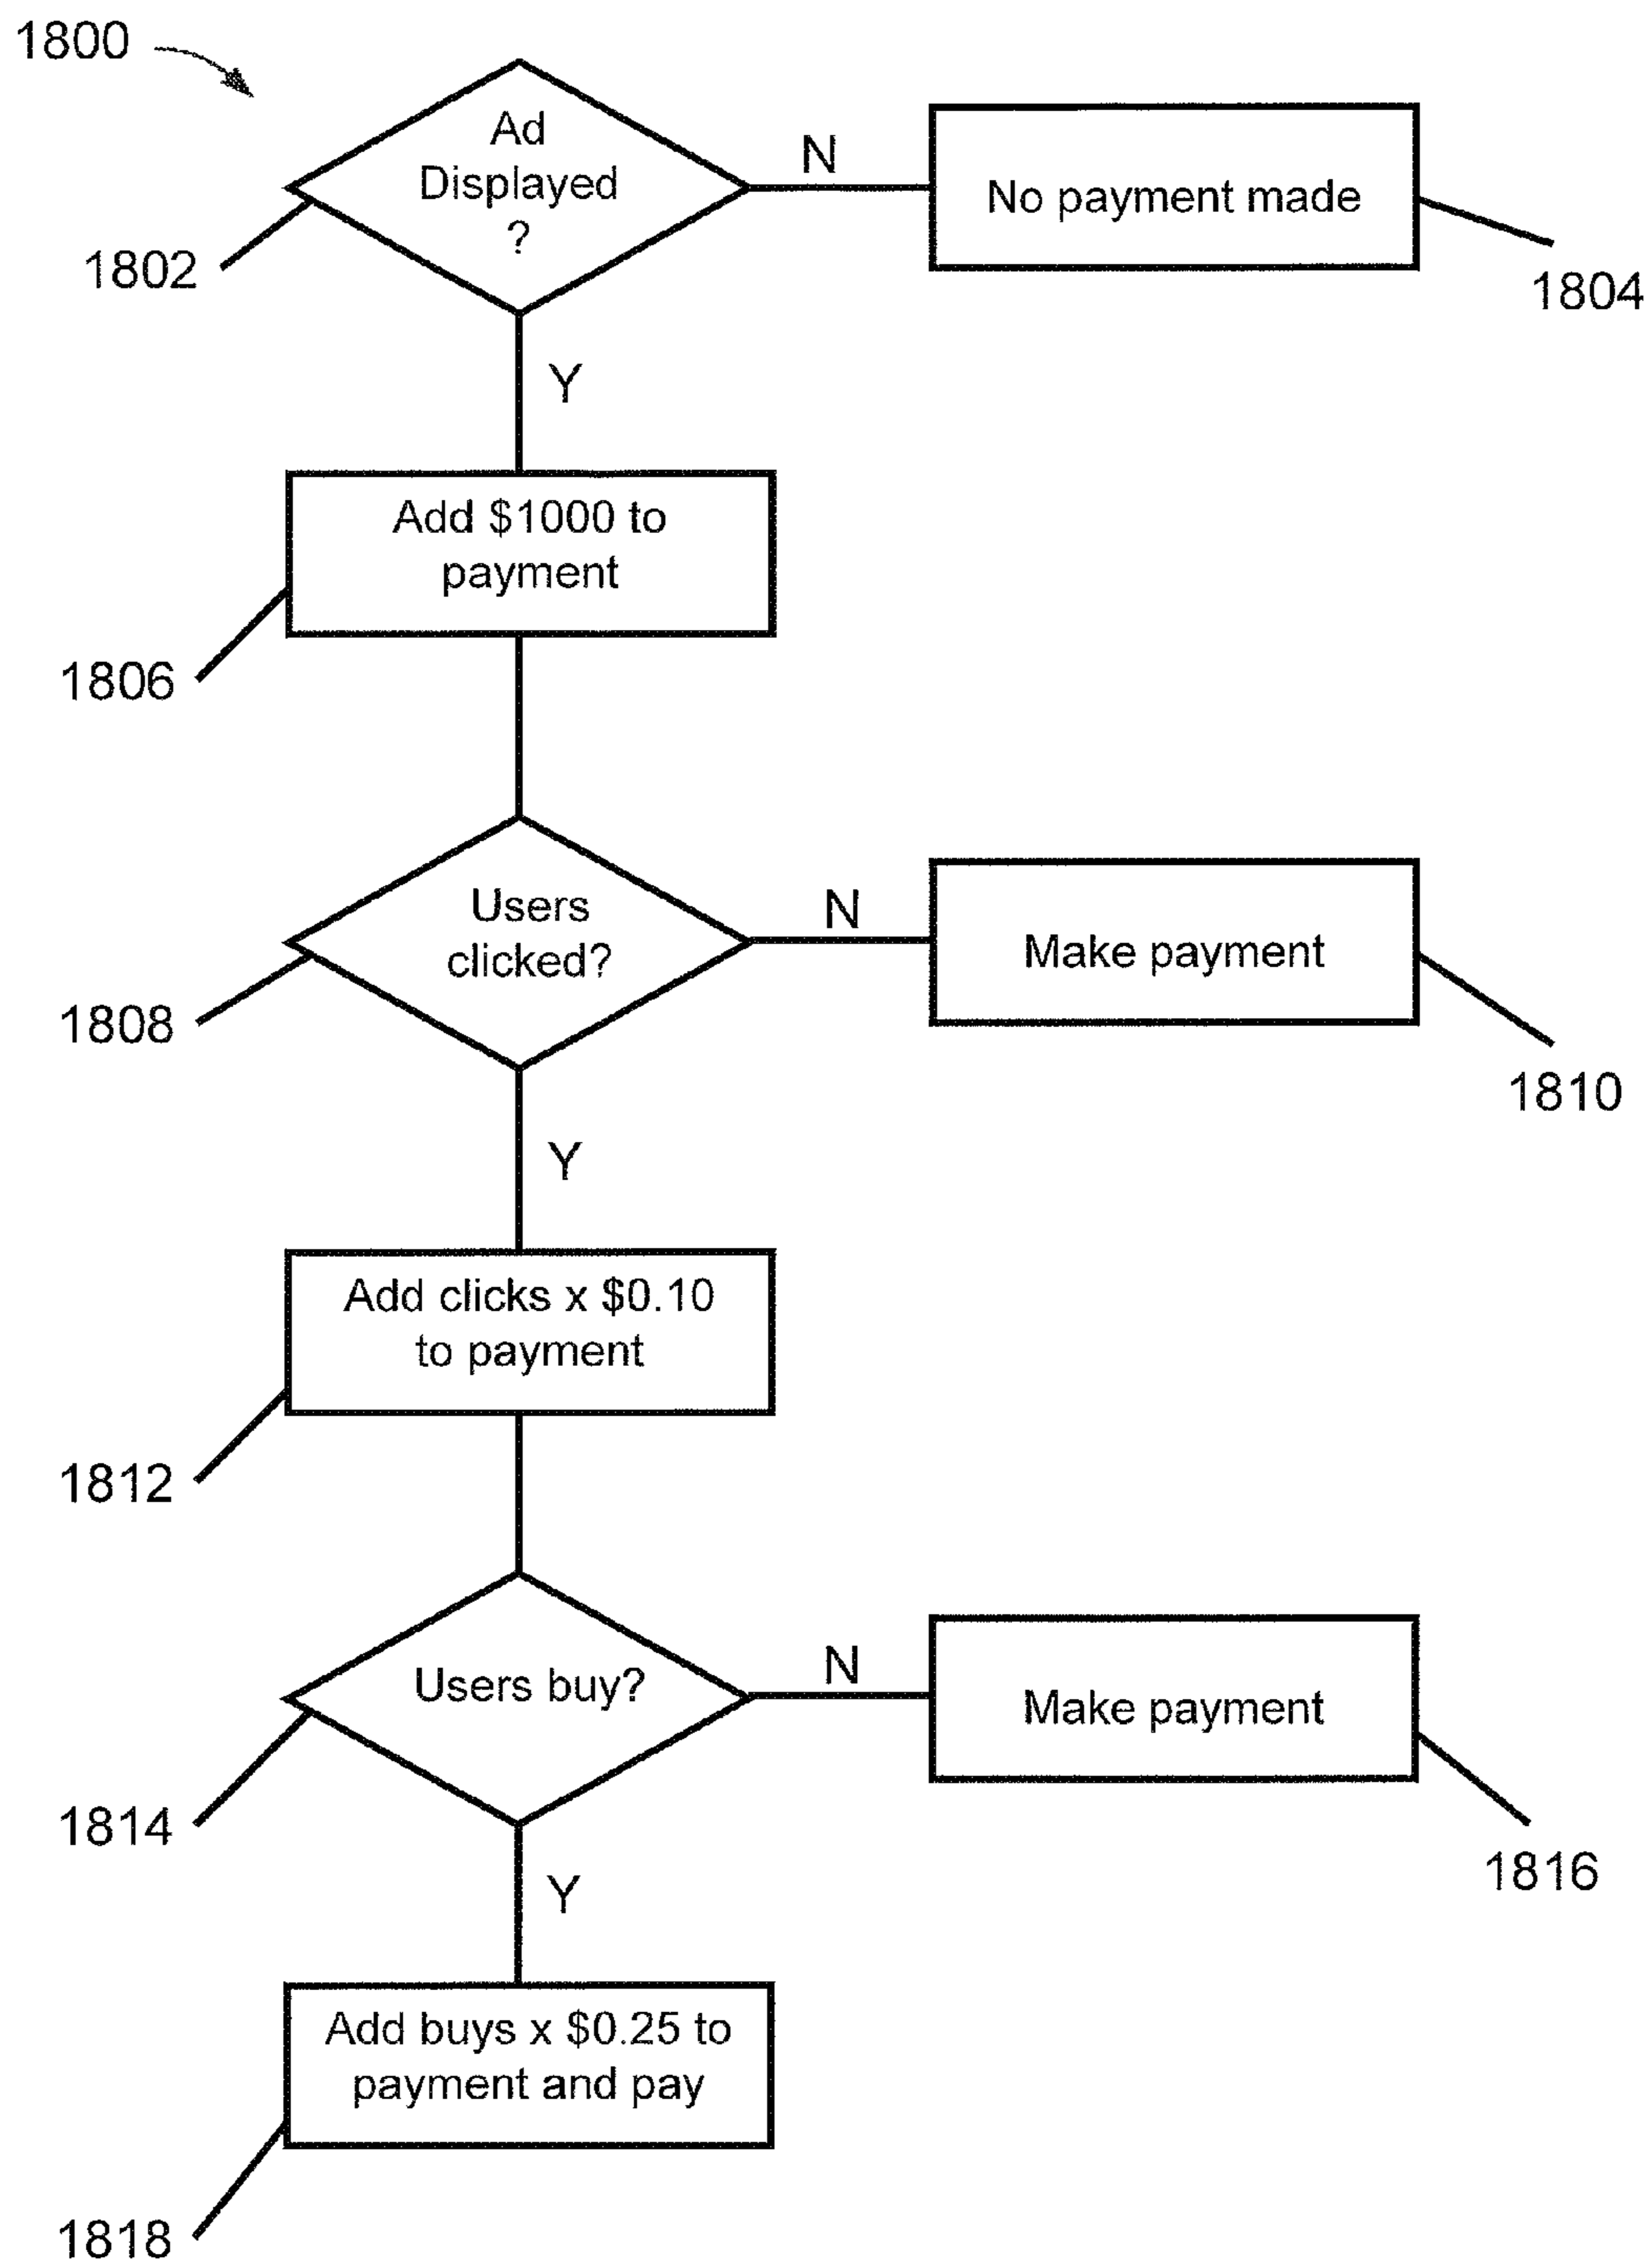 1800
Ad
Displayed
?
N
No payment made
1802
1804
Y
Add $1000 to
payment
1806
Users
clicked?
N
Make payment
1808
1810
Y
Add clicks x $0.10
to payment
1812
Users buy?
N
Make payment
1814
1816
Y
Add buys x $0.25 to
payment and pay
1818